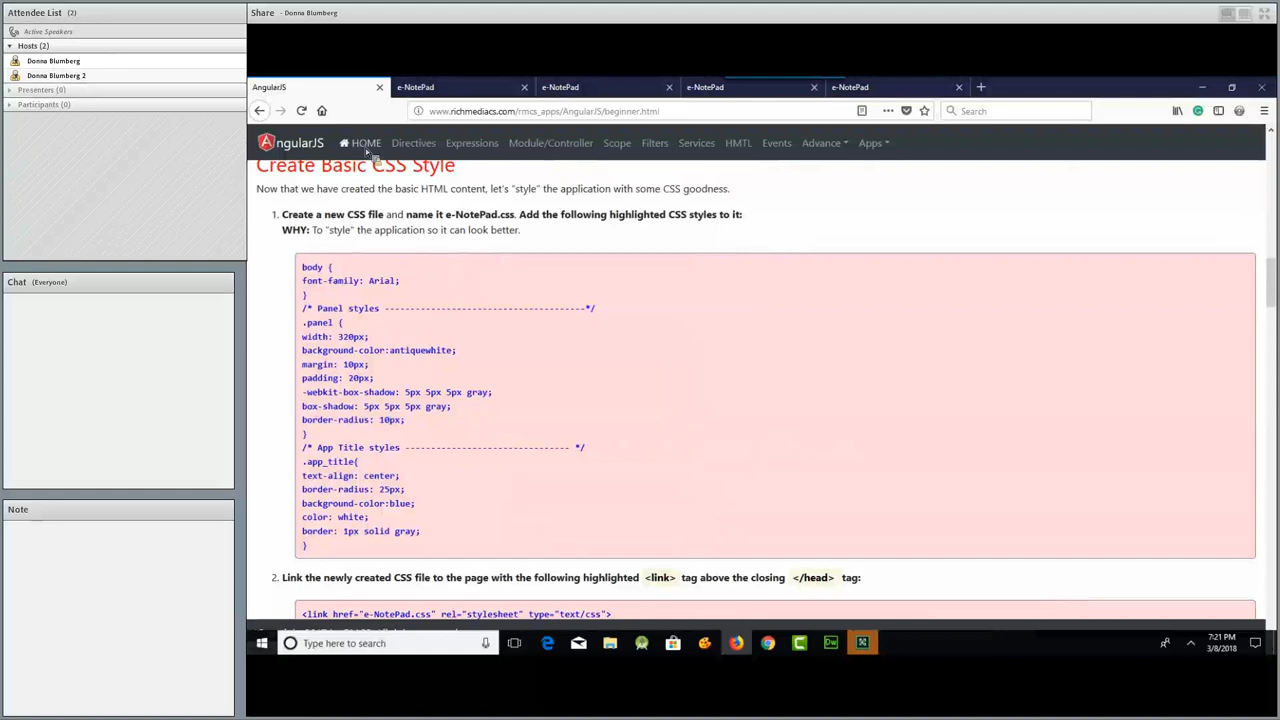 Attendee List (2)
Active Speakers
Hosts (2)
Donna Blumberg
Donna Blumberg 2
Presenters (0)
Participants (0)
Chat (Everyone)
Note
Share - Donna Blumberg
AngularJS
e-NotePad
e-NotePad
e-NotePad
e-NotePad
www.richmediacs.com/rmcs_apps/AngularJS/beginner.html
Search
AngularJS HOME Directives Expressions Module/Controller Scope Filters Services HMTL Events Advance Apps
Create Basic CSS Style
Now that we have created the basic HTML content, let's "style" the application with some CSS goodness.
1. Create a new CSS file and name it e-NotePad.css. Add the following highlighted CSS styles to it:
WHY: To "style" the application so it can look better.
body {
font-family: Arial;
}
/* Panel styles ---------------------------------------*/
.panel {
width: 320px;
background-color:antiquewhite;
margin: 10px;
padding: 20px;
-webkit-box-shadow: 5px 5px 5px gray;
box-shadow: 5px 5px 5px gray;
border-radius: 10px;
}
/* App Title styles -------------------------------- */
.app_title{
text-align: center;
border-radius: 25px;
background-color:blue;
color: white;
border: 1px solid gray;
}
2. Link the newly created CSS file to the page with the following highlighted <link> tag above the closing </head> tag:
<link href="e-NotePad.css" rel="stylesheet" type="text/css">
Type here to search
7:21 PM
3/8/2018